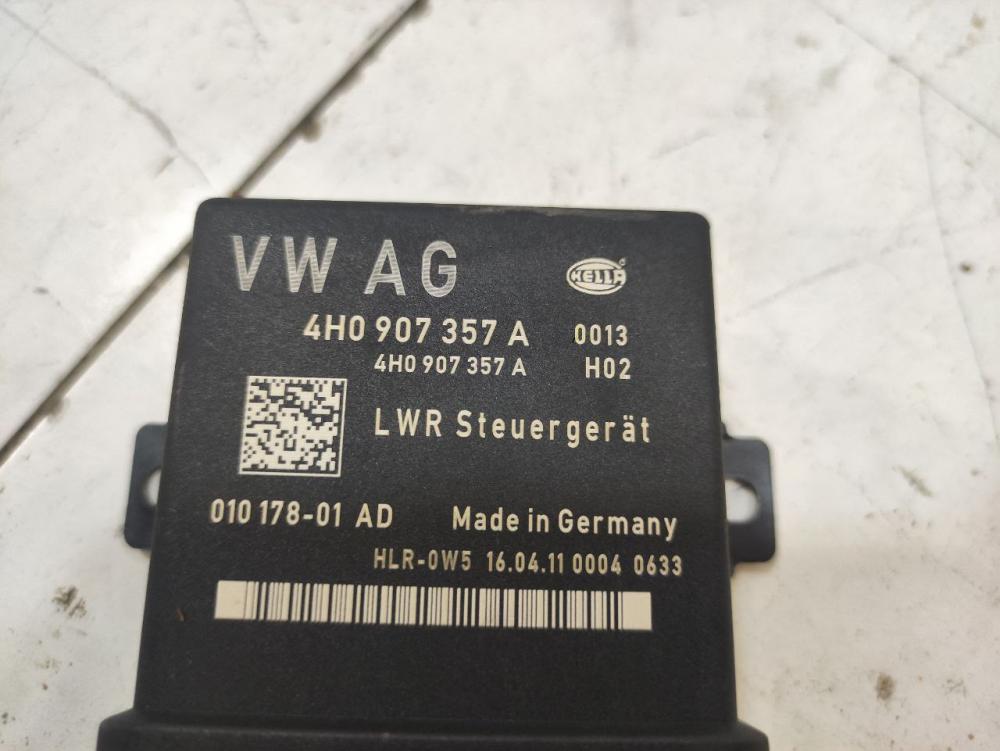 VW AG
HELLA
4H0 907 357 A 0013
4H0 907 357 A H02
LWR Steuergerät
010 178-01 AD Made in Germany
HLR-0W5 16.04.11 0004 0633